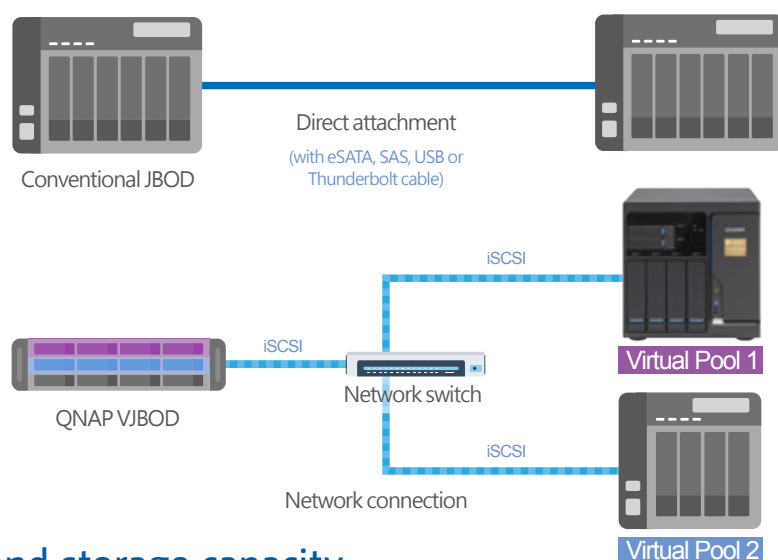 Direct attachment
(with eSATA, SAS, USB or
Thunderbolt cable)
Conventional JBOD
iSCSI
iSCSI
Virtual Pool 1
Network switch
QNAP VJBOD
iSCSI
Network connection
Virtual Pool 2